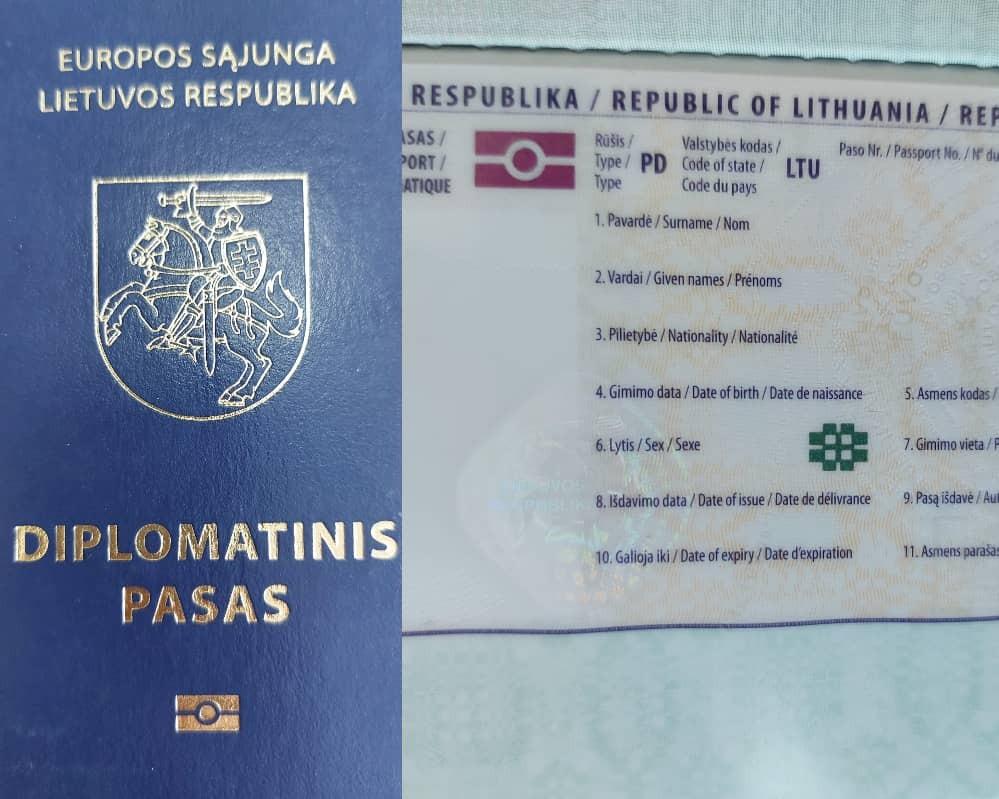 EUROPOS SĄJUNGA
LIETUVOS RESPUBLIKA
DIPLOMATINIS
PASAS
RESPUBLIKA / REPUBLIC OF LITHUANIA / REP
ASAS /
PORT /
ATIQUE
Rūšis /
Type / PD
Type
Valstybės kodas /
Code of state / LTU
Code du pays
Paso Nr. / Passport No. / N° du
1. Pavardė / Surname / Nom
2. Vardai / Given names / Prénoms
3. Pilietybė / Nationality / Nationalité
4. Gimimo data / Date of birth / Date de naissance
5. Asmens kodas /
6. Lytis / Sex / Sexe
7. Gimimo vieta / P
8. Išdavimo data / Date of issue / Date de délivrance
9. Pasą išdavė / Au
10. Galioja iki / Date of expiry / Date d'expiration
11. Asmens parašas
LIETUVOS
RESPUBLIKA